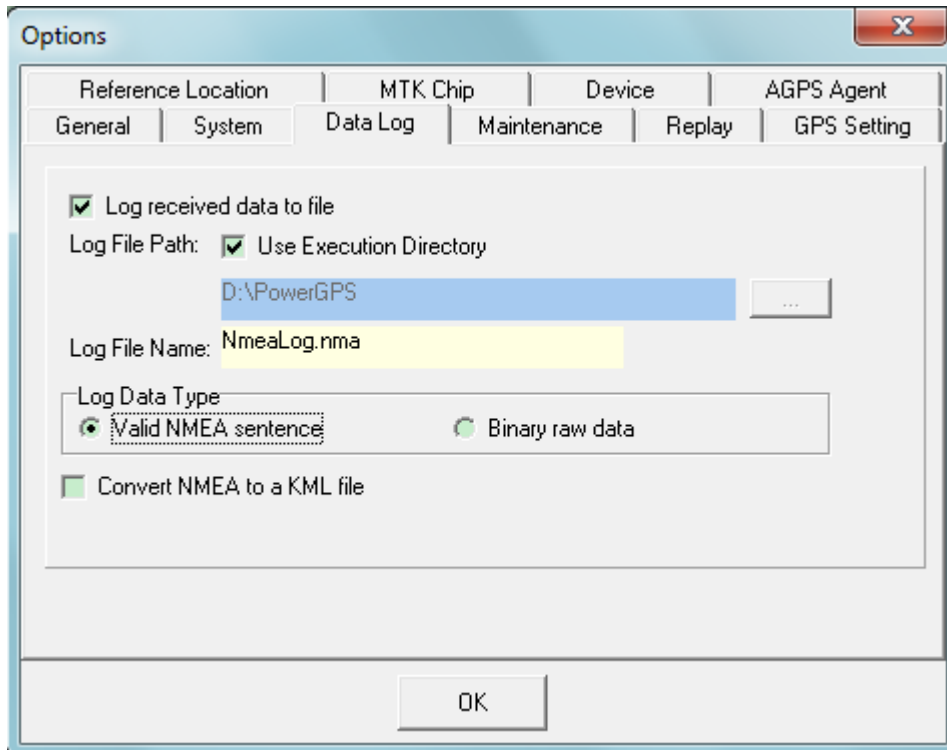 Options
Reference Location MTK Chip Device AGPS Agent
General System Data Log Maintenance Replay GPS Setting
Log received data to file
Log File Path: Use Execution Directory
D:\PowerGPS ...
Log File Name: NmeaLog.nma
Log Data Type
Valid NMEA sentence Binary raw data
Convert NMEA to a KML file
OK